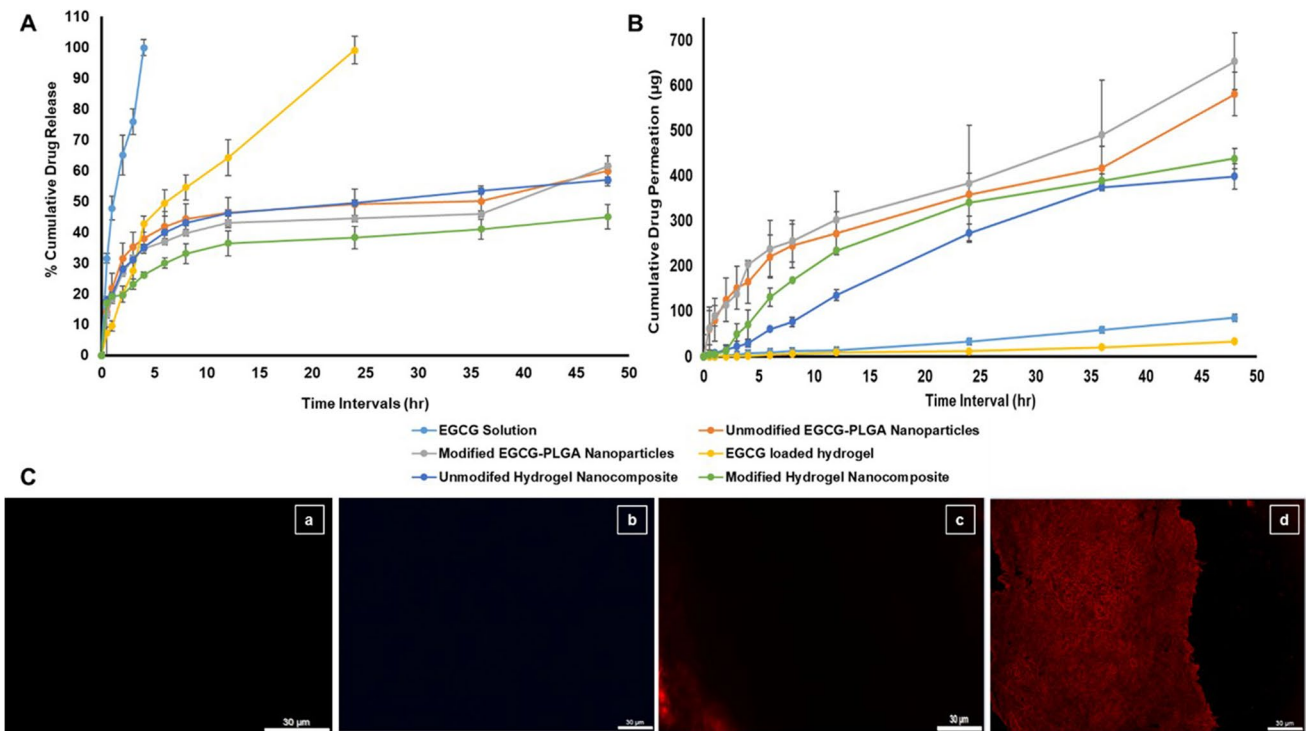 A
% Cumulative Drug Release
110
100
90
80
70
60
50
40
30
20
10
0
0 5 10 15 20 25 30 35 40 45 50
Time Intervals (hr)
B
Cumulative Drug Permeation (µg)
700
600
500
400
300
200
100
0
0 5 10 15 20 25 30 35 40 45 50
Time Interval (hr)
EGCG Solution
Unmodified EGCG-PLGA Nanoparticles
Modified EGCG-PLGA Nanoparticles
EGCG loaded hydrogel
Unmodifed Hydrogel Nanocomposite
Modified Hydrogel Nanocomposite
C
a
30 µm
b
30 µm
c
30 µm
d
30 µm